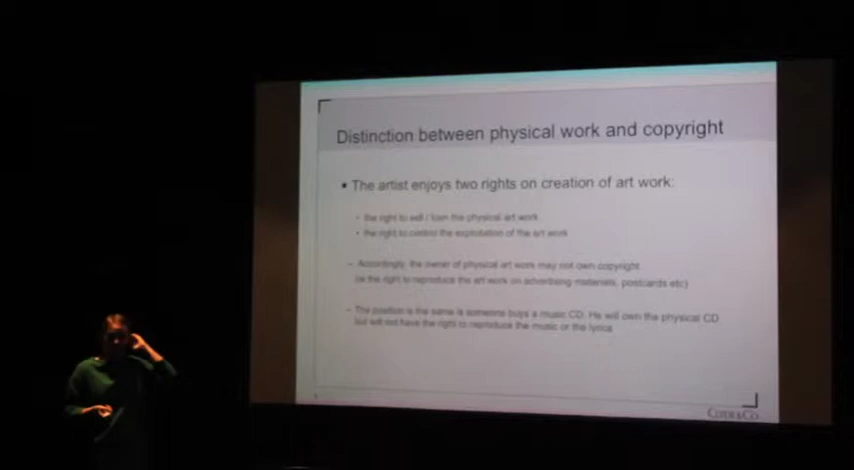 Distinction between physical work and copyright
▪ The artist enjoys two rights on creation of art work:
• the right to sell / loan the physical art work
• the right to control the exploitation of the art work
– Accordingly, the owner of physical art work may not own copyright
(ie the right to reproduce the art work on advertising materials, postcards etc)
– The position is the same is someone buys a music CD. He will own the physical CD
but will not have the right to reproduce the music or the lyrics